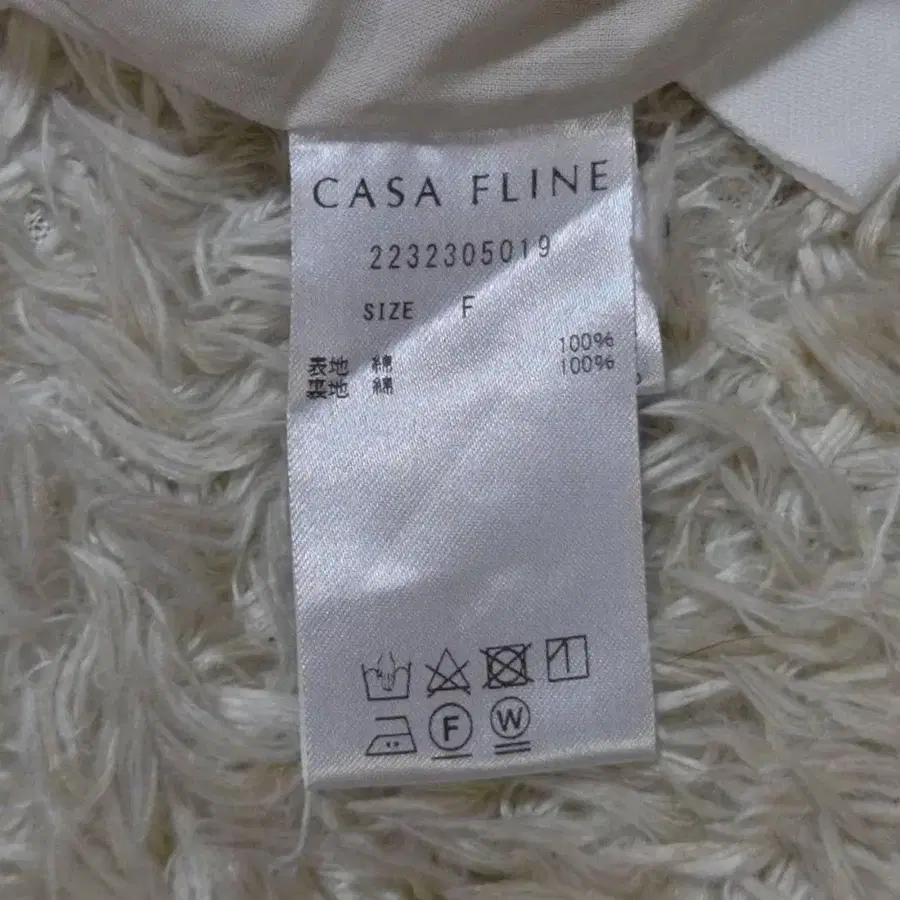 CASA FLINE
2232305019
SIZE F
表地 綿 100%
裏地 綿 100%
F W